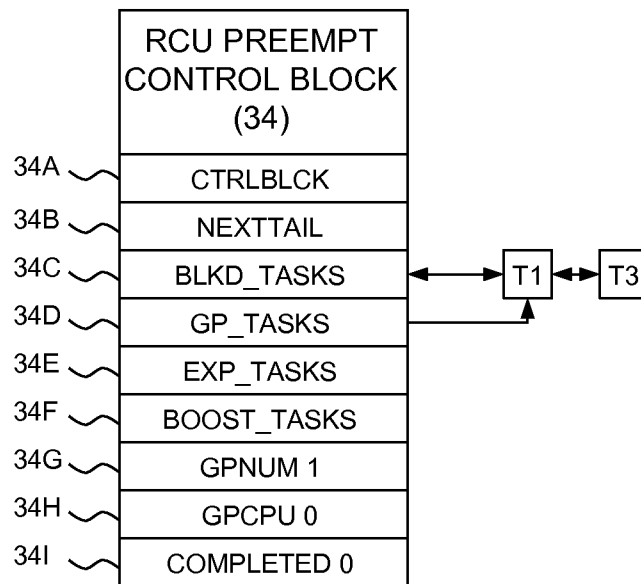 RCU PREEMPT
CONTROL BLOCK
(34)
34A CTRLBLCK
34B NEXTTAIL
34C BLKD_TASKS T1 T3
34D GP_TASKS
34E EXP_TASKS
34F BOOST_TASKS
34G GPNUM 1
34H GPCPU 0
34I COMPLETED 0